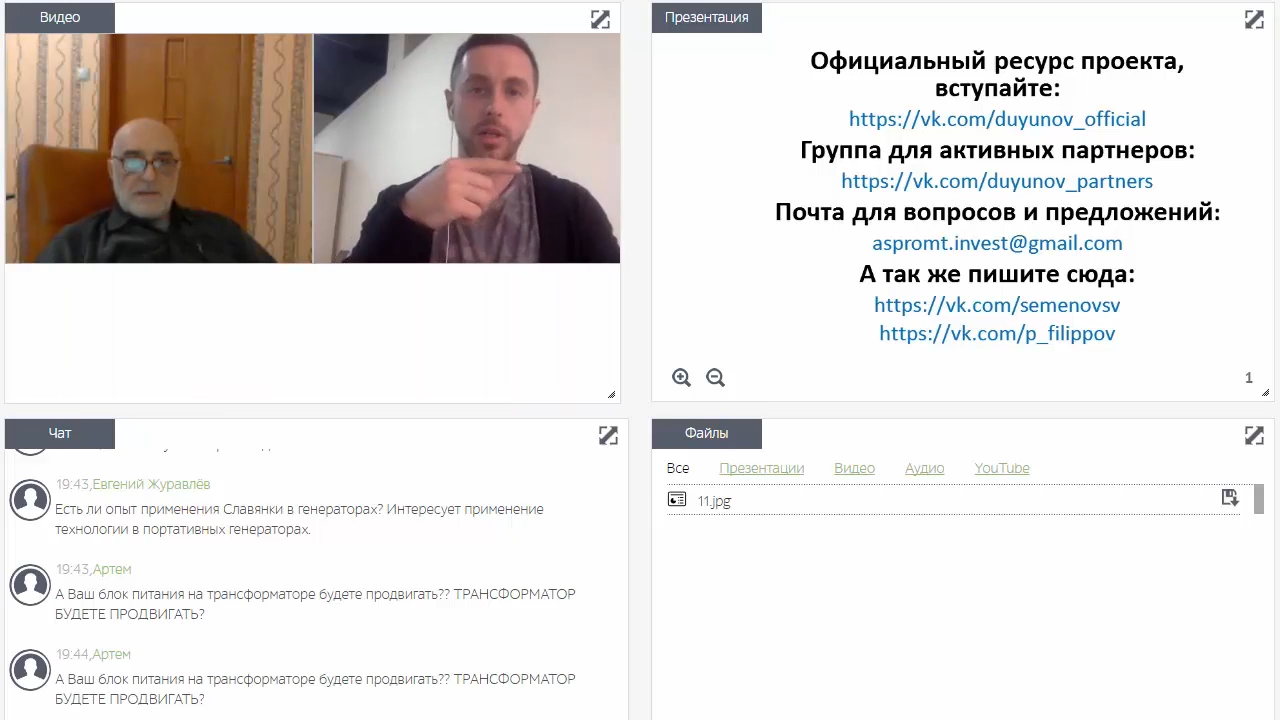 Видео
Презентация
Официальный ресурс проекта,
вступайте:
https://vk.com/duyunov_official
Группа для активных партнеров:
https://vk.com/duyunov_partners
Почта для вопросов и предложений:
aspromt.invest@gmail.com
А так же пишите сюда:
https://vk.com/semenovsv
https://vk.com/p_filippov
1
Чат
19:43,Евгений Журавлёв
Есть ли опыт применения Славянки в генераторах? Интересует применение
технологии в портативных генераторах.
19:43,Артем
А Ваш блок питания на трансформаторе будете продвигать?? ТРАНСФОРМАТОР
БУДЕТЕ ПРОДВИГАТЬ?
19:44,Артем
А Ваш блок питания на трансформаторе будете продвигать?? ТРАНСФОРМАТОР
БУДЕТЕ ПРОДВИГАТЬ?
Файлы
Все Презентации Видео Аудио YouTube
11.jpg